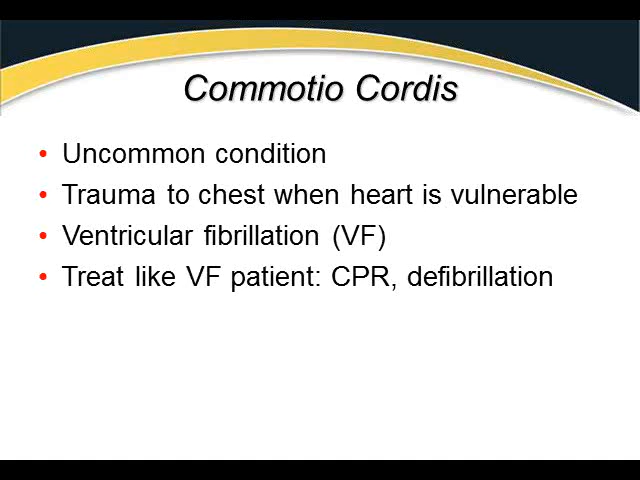 Commotio Cordis
• Uncommon condition
• Trauma to chest when heart is vulnerable
• Ventricular fibrillation (VF)
• Treat like VF patient: CPR, defibrillation